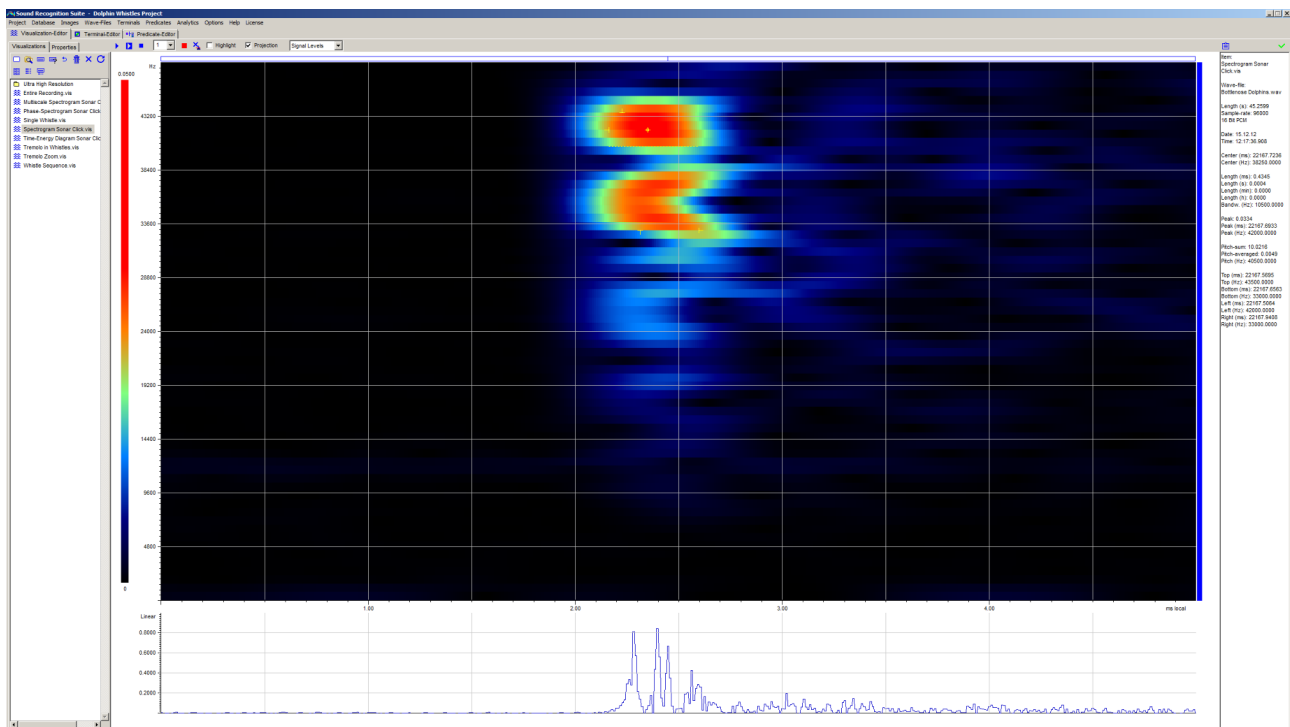 Sound Recognition Suite - Dolphin Whistles Project
Project Database Images Wave-Files Terminals Predicates Analytics Options Help License
Visualization-Editor Terminal-Editor Predicate-Editor
Visualizations Properties
1 Highlight Projection Signal Levels
Ultra High Resolution
Entire Recording.vis
Multiscale Spectrogram Sonar C
Phase-Spectrogram Sonar Click
Single Whistle.vis
Spectrogram Sonar Click.vis
Time-Energy Diagram Sonar Clic
Tremolo in Whistles.vis
Tremolo Zoom.vis
Whistle Sequence.vis
0.0500
0
Hz
43200
38400
33600
28800
24000
19200
14400
9600
4800
1.00 2.00 3.00 4.00 ms local
Linear
0.8000
0.6000
0.4000
0.2000
Item:
Spectrogram Sonar
Click.vis
Wave-file:
Bottlenose Dolphins.wav
Length (s): 45.2599
Sample-rate: 96000
16 Bit PCM
Date: 15.12.12
Time: 12:17:36.908
Center (ms): 22167.7236
Center (Hz): 38250.0000
Length (ms): 0.4345
Length (s): 0.0004
Length (min): 0.0000
Length (h): 0.0000
Bandw. (Hz): 10500.0000
Peak: 0.0334
Peak (ms): 22167.6933
Peak (Hz): 42000.0000
Pitch-sum: 10.0216
Pitch-averaged: 0.0049
Pitch (Hz): 40500.0000
Top (ms): 22167.5695
Top (Hz): 43500.0000
Bottom (ms): 22167.6563
Bottom (Hz): 33000.0000
Left (ms): 22167.5064
Left (Hz): 42000.0000
Right (ms): 22167.9408
Right (Hz): 33000.0000